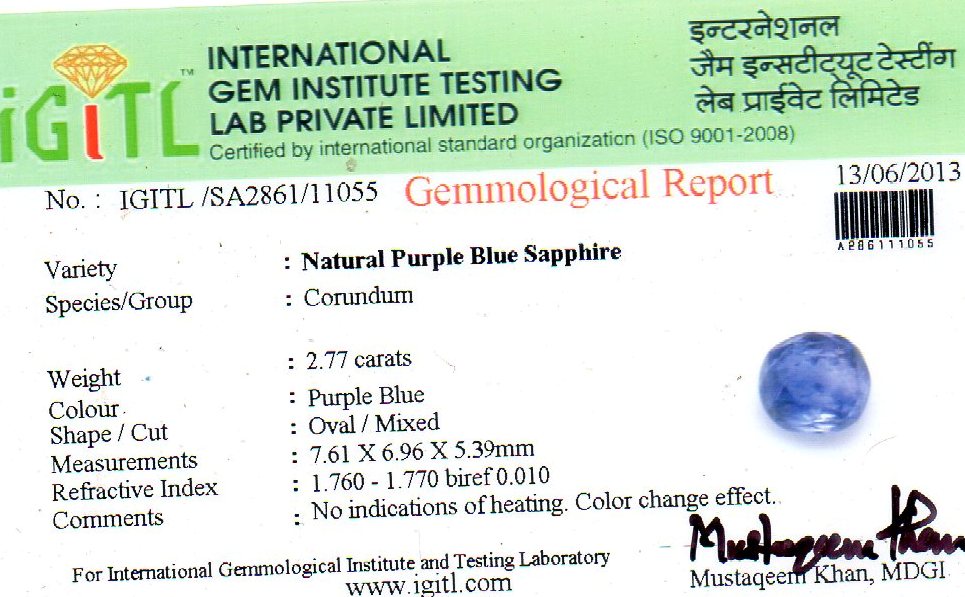 iGiTL™
INTERNATIONAL
GEM INSTITUTE TESTING
LAB PRIVATE LIMITED
Certified by international standard organization (ISO 9001-2008)
इन्टरनेशनल
जैम इन्सटीट्यूट टेस्टींग
लेब प्राईवेट लिमिटेड
No. : IGITL /SA2861/11055
Gemmological Report
13/06/2013
A286111055
Variety : Natural Purple Blue Sapphire
Species/Group : Corundum
Weight : 2.77 carats
Colour : Purple Blue
Shape / Cut : Oval / Mixed
Measurements : 7.61 X 6.96 X 5.39mm
Refractive Index : 1.760 - 1.770 biref 0.010
Comments : No indications of heating. Color change effect.
Mustaqeem Khan
For International Gemmological Institute and Testing Laboratory
www.igitl.com
Mustaqeem Khan, MDGI